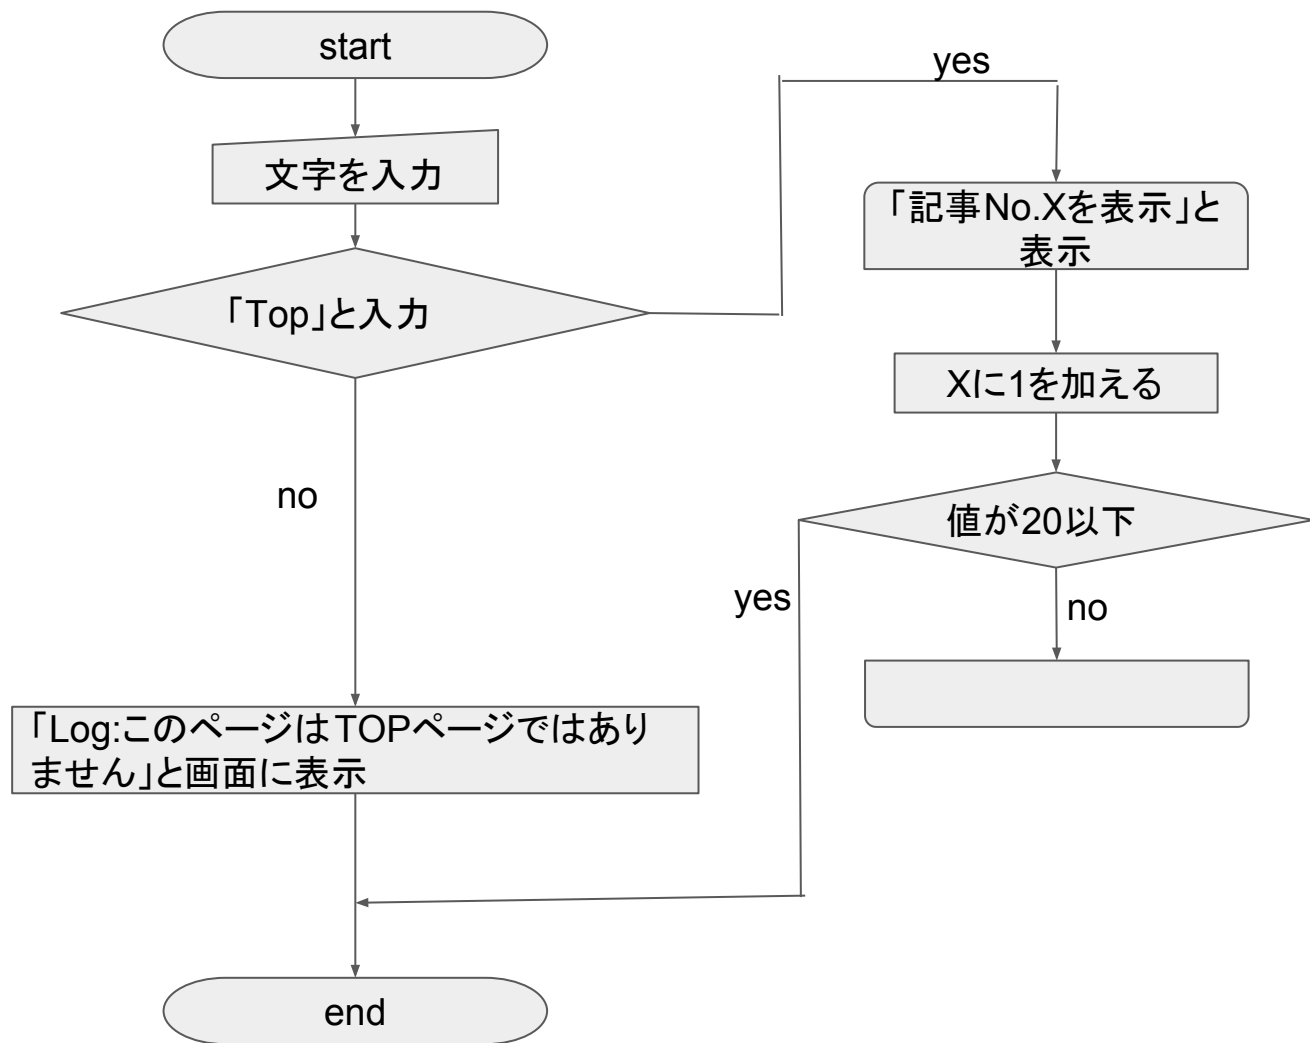 start
文字を入力
「Top」と入力
no
「Log:このページはTOPページではあり
ません」と画面に表示
end
yes
「記事No.Xを表示」と
表示
Xに1を加える
値が20以下
yes
no